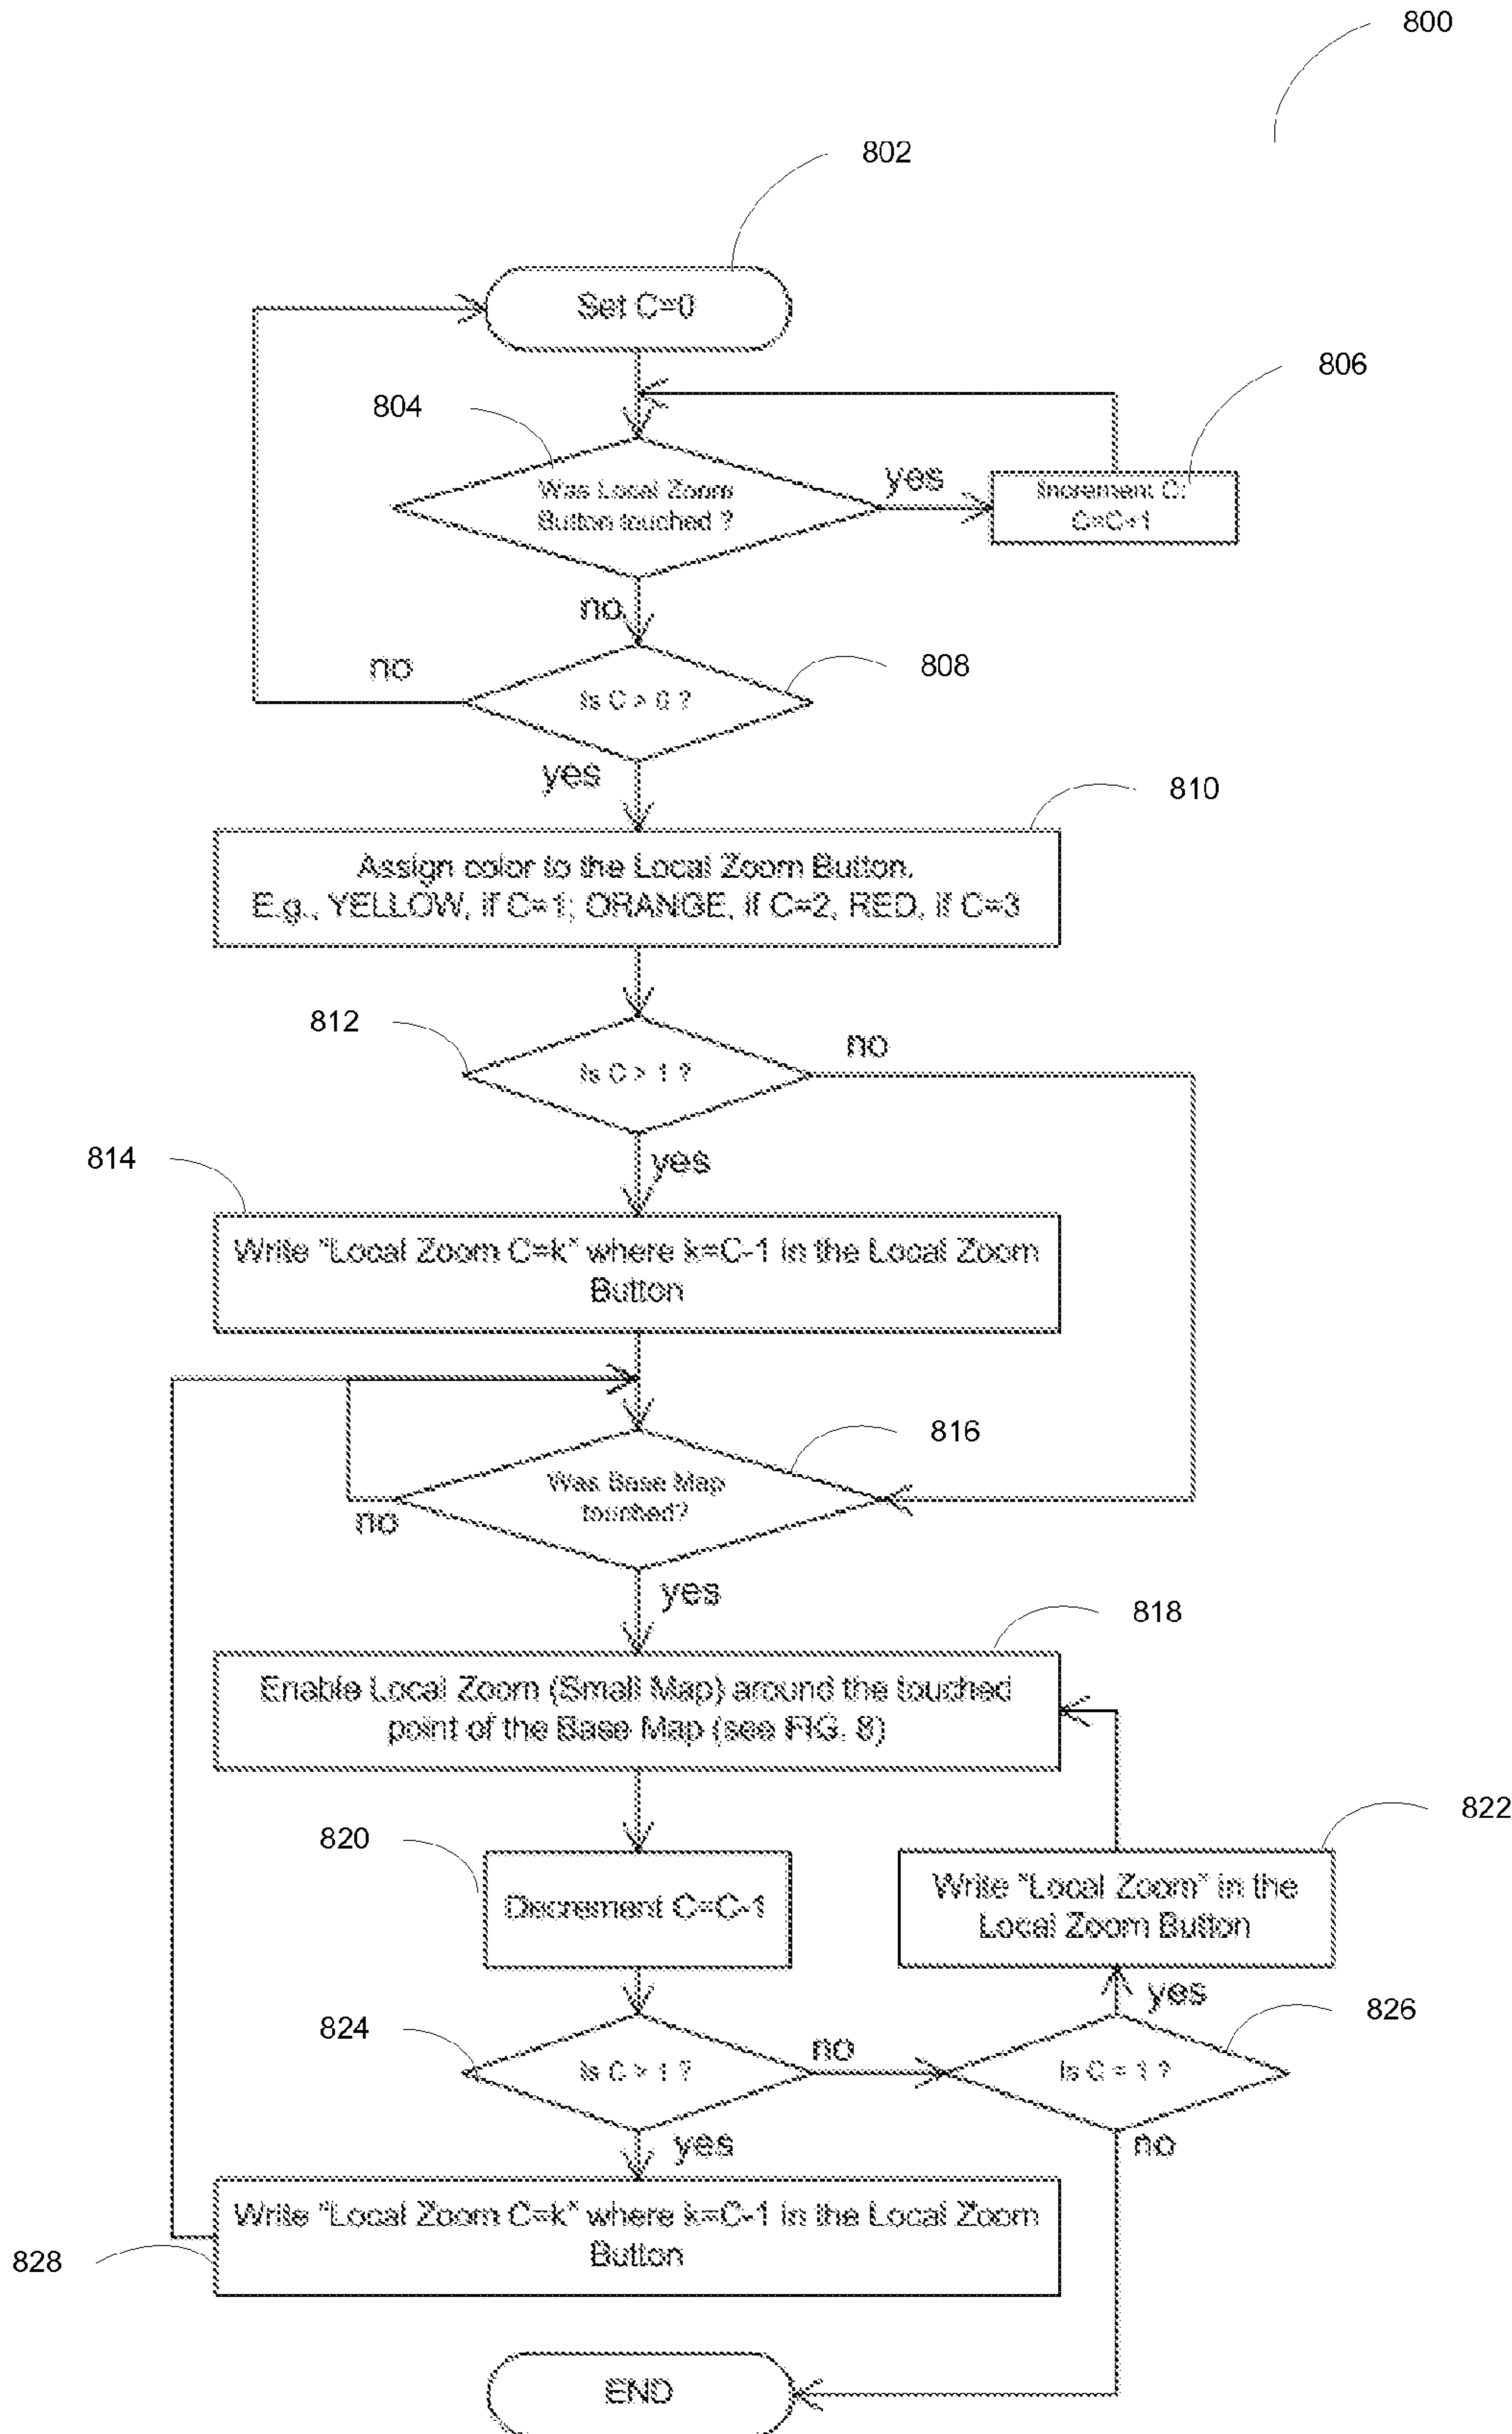 800
802
Set C=0
806
804
Was Local Zoom
Button touched ?
yes
Increment C:
C=C+1
no
no
808
Is C > 0 ?
yes
810
Assign color to the Local Zoom Button.
E.g., YELLOW, if C=1; ORANGE, if C=2, RED, if C=3
812
no
Is C > 1 ?
814
yes
Write "Local Zoom C=k" where k=C-1 in the Local Zoom
Button
816
Was Base Map
touched?
no
yes
818
Enable Local Zoom (Small Map) around the touched
point of the Base Map (see FIG. 8)
822
820
Decrement C=C-1
Write "Local Zoom" in the
Local Zoom Button
yes
826
824
no
Is C > 1 ?
Is C = 1 ?
yes
no
Write "Local Zoom C=k" where k=C-1 in the Local Zoom
Button
828
END